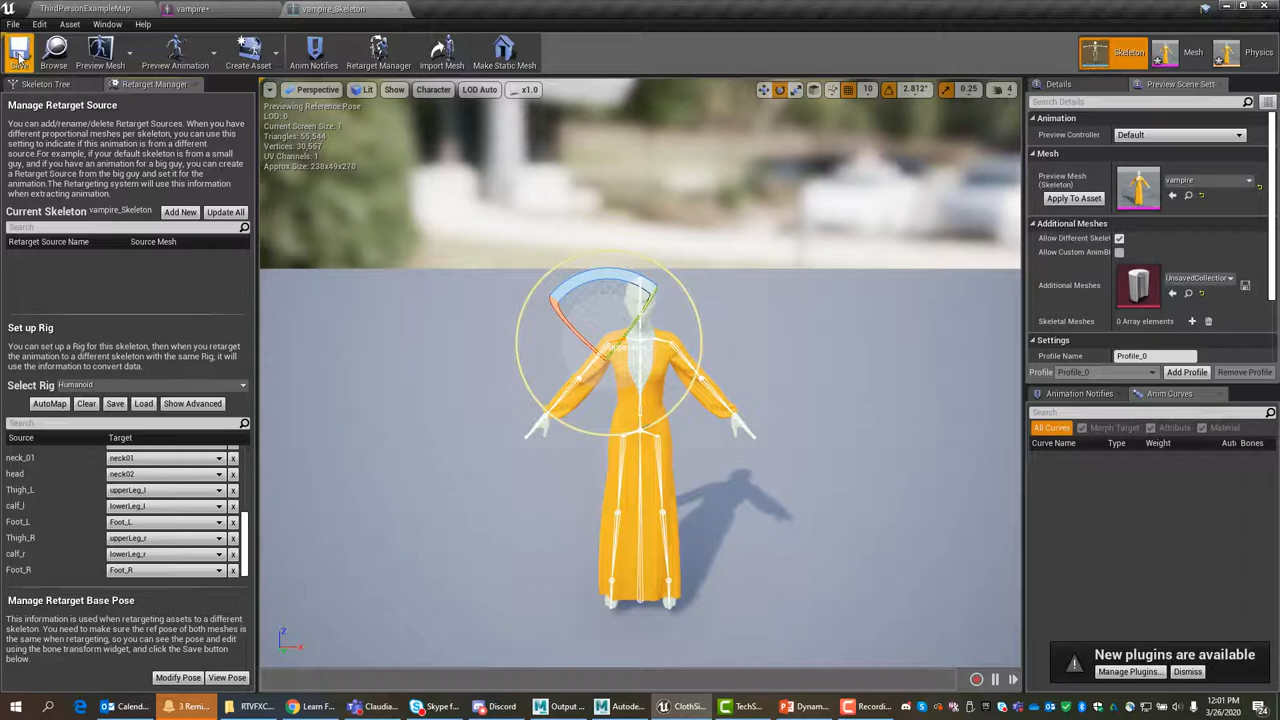 ThirdPersonExampleMap
vampire*
vampire_Skeleton
File Edit Asset Window Help
Save
Browse
Preview Mesh
Preview Animation
Create Asset
Anim Notifies
Retarget Manager
Import Mesh
Make Static Mesh
Skeleton
Mesh
Physics
Skeleton Tree
Retarget Manager
Manage Retarget Source
You can add/rename/delete Retarget Sources. When you have
different proportional meshes per skeleton, you can use this
setting to indicate if this animation is from a different
source.For example, if your default skeleton is from a small
guy, and if you have an animation for a big guy, you can create
a Retarget Source from the big guy and set it for the
animation.The Retargeting system will use this information
when extracting animation.
Current Skeleton vampire_Skeleton Add New Update All
Search
Retarget Source Name Source Mesh
Set up Rig
You can set up a Rig for this skeleton, then when you retarget
the animation to a different skeleton with the same Rig, it will
use the information to convert data.
Select Rig Humanoid
AutoMap Clear Save Load Show Advanced
Search
Source Target
neck_01 neck01 x
head neck02 x
Thigh_L upperLeg_l x
calf_l lowerLeg_l x
Foot_L Foot_L x
Thigh_R upperLeg_r x
calf_r lowerLeg_r x
Foot_R Foot_R x
Manage Retarget Base Pose
This information is used when retargeting assets to a different
skeleton. You need to make sure the ref pose of both meshes is
the same when retargeting, so you can see the pose and edit
using the bone transform widget, and click the Save button
below.
Modify Pose View Pose
Perspective Lit Show Character LOD Auto x1.0
10 2.812° 0.25 4
Previewing Reference Pose
LOD: 0
Current Screen Size: 1
Triangles: 55,544
Vertices: 30,557
UV Channels: 1
Approx Size: 238x49x270
Z
X
Details
Preview Scene Sett
Search Details
Animation
Preview Controller Default
Mesh
Preview Mesh
(Skeleton)
vampire
Apply To Asset
Additional Meshes
Allow Different Skelet
Allow Custom AnimBl
Additional Meshes
UnsavedCollection
Skeletal Meshes 0 Array elements
Settings
Profile Name Profile_0
Profile Profile_0 Add Profile Remove Profile
Animation Notifies
Anim Curves
Search
All Curves Morph Target Attribute Material
Curve Name Type Weight Aut Bones
New plugins are available
Manage Plugins... Dismiss
Calend...
3 Remi...
RTVFXC...
Learn F...
Claudia...
Skype f...
Discord
Output ...
Autode...
ClothSi...
TechS...
Dynam...
Recordi...
12:01 PM
3/26/2020